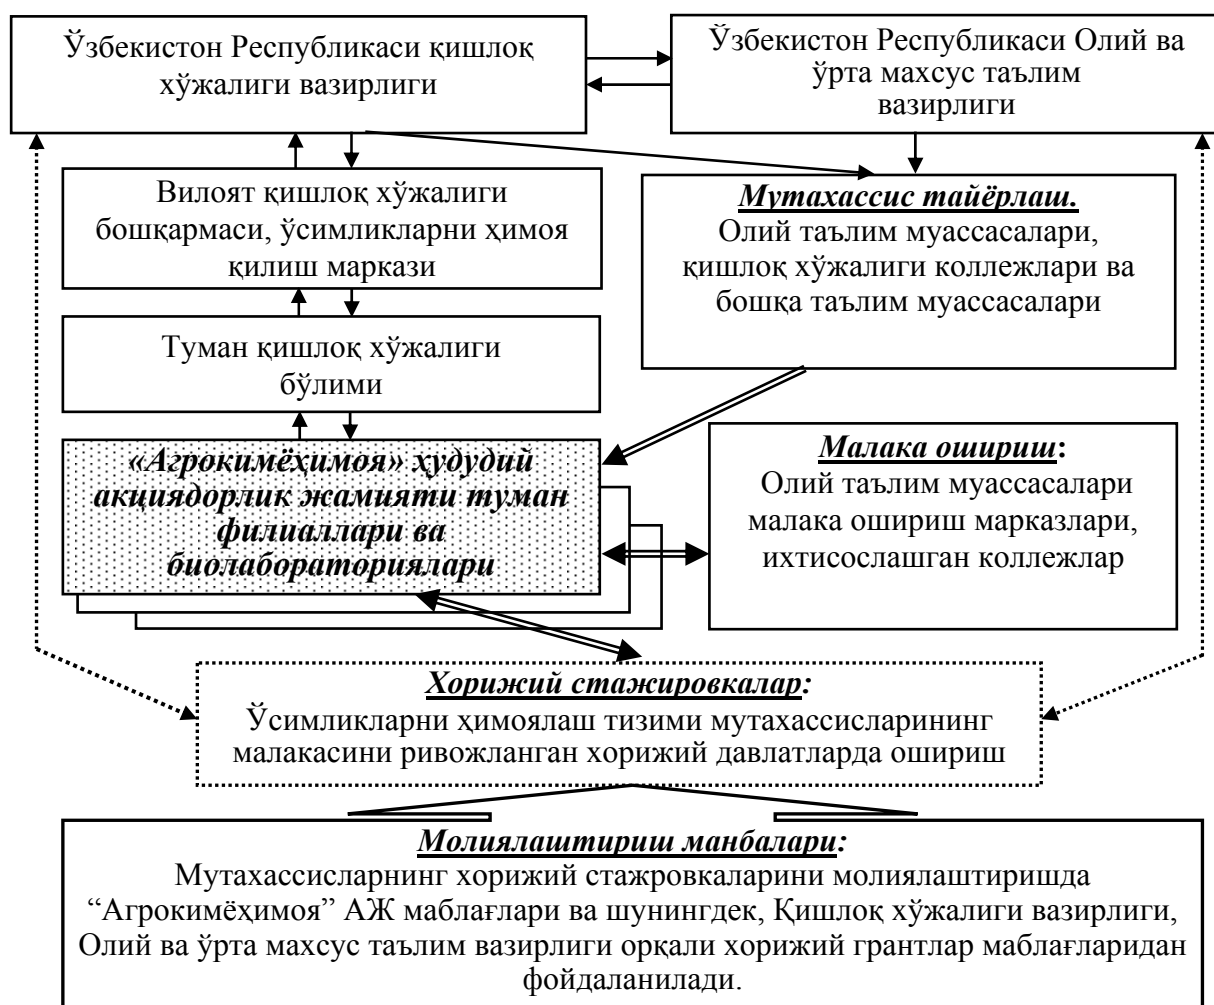 Ўзбекистон Республикаси қишлоқ
хўжалиги вазирлиги
Ўзбекистон Республикаси Олий ва
ўрта махсус таълим
вазирлиги
Вилоят қишлоқ хўжалиги
бошқармаси, ўсимликларни ҳимоя
қилиш маркази
Мутахассис тайёрлаш.
Олий таълим муассасалари,
қишлоқ хўжалиги коллежлари ва
бошқа таълим муассасалари
Туман қишлоқ хўжалиги
бўлими
«Агрокимёҳимоя» ҳудудий
акциядорлик жамияти туман
филиаллари ва
биолабораториялари
Малака ошириш:
Олий таълим муассасалари
малака ошириш марказлари,
ихтисослашган коллежлар
Хорижий стажировкалар:
Ўсимликларни ҳимоялаш тизими мутахассисларининг
малакасини ривожланган хорижий давлатларда ошириш
Молиялаштириш манбалари:
Мутахассисларнинг хорижий стажровкаларини молиялаштиришда
“Агрокимёҳимоя” АЖ маблағлари ва шунингдек, Қишлоқ хўжалиги вазирлиги,
Олий ва ўрта махсус таълим вазирлиги орқали хорижий грантлар маблағларидан
фойдаланилади.